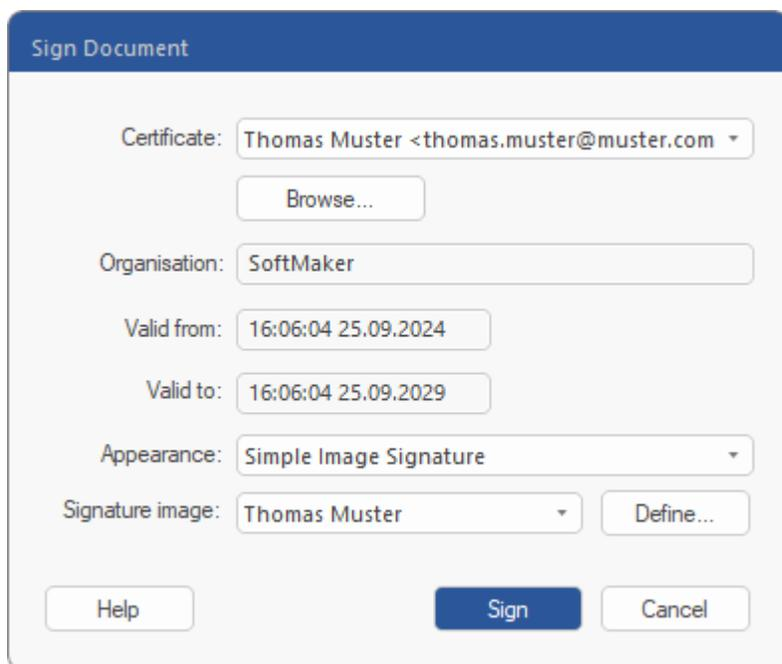 Sign Document
Certificate: Thomas Muster <thomas.muster@muster.com
Browse...
Organisation: SoftMaker
Valid from: 16:06:04 25.09.2024
Valid to: 16:06:04 25.09.2029
Appearance: Simple Image Signature
Signature image: Thomas Muster Define...
Help Sign Cancel